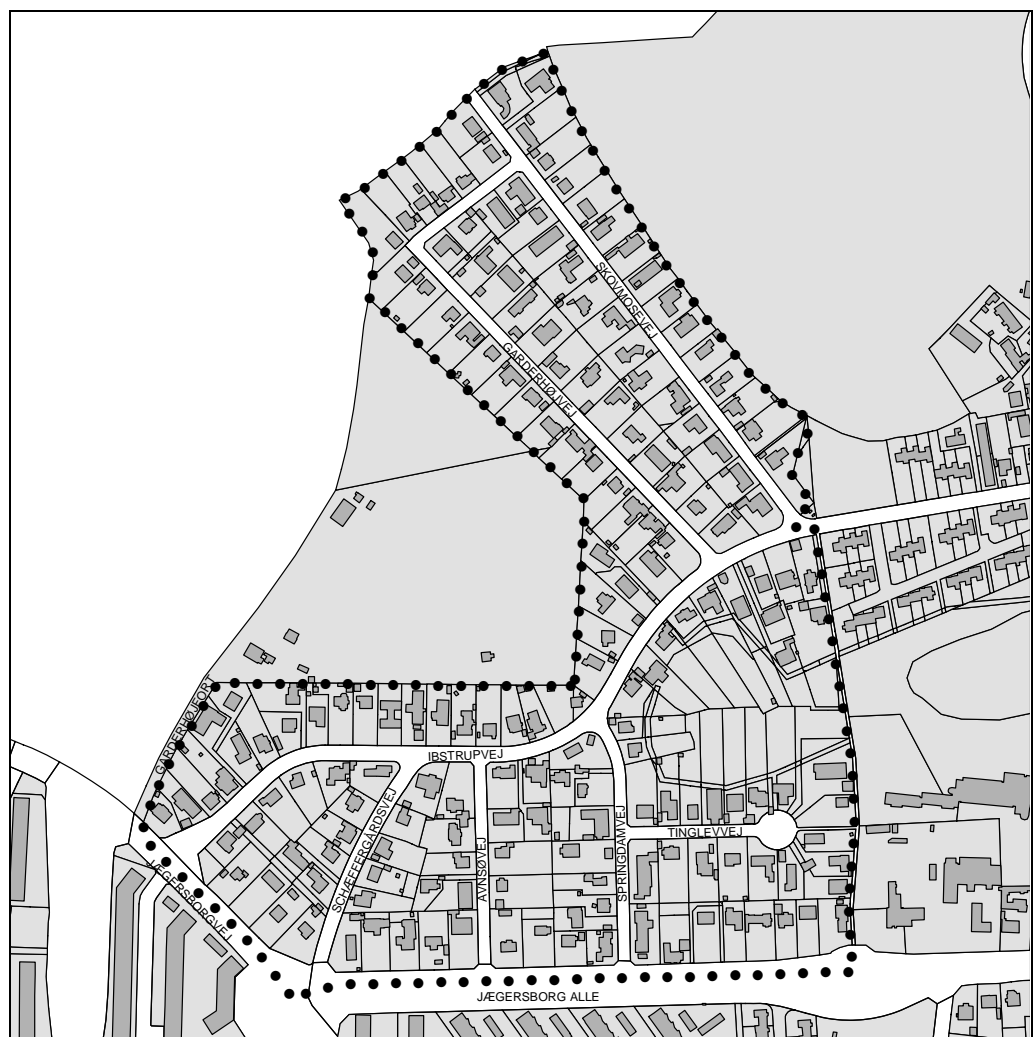 SKOVMOSEVEJ
GARDERHØJVEJ
GARDERHØJFORT
IBSTRUPVEJ
SCHÆFFERGÅRDSVEJ
AVNSØVEJ
SPRINGDAMVEJ
TINGLEVVEJ
JÆGERSBORGVEJ
JÆGERSBORG ALLE